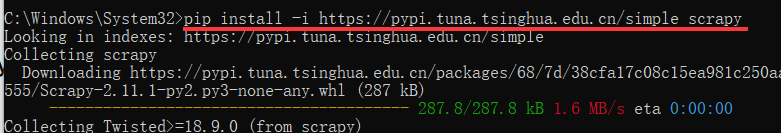 C:\Windows\System32>pip install -i https://pypi.tuna.tsinghua.edu.cn/simple scrapy
Looking in indexes: https://pypi.tuna.tsinghua.edu.cn/simple
Collecting scrapy
  Downloading https://pypi.tuna.tsinghua.edu.cn/packages/68/7d/38cfa17c08c15ea981c250aa
555/Scrapy-2.11.1-py2.py3-none-any.whl (287 kB)
     ---------------------------------------- 287.8/287.8 kB 1.6 MB/s eta 0:00:00
Collecting Twisted>=18.9.0 (from scrapy)